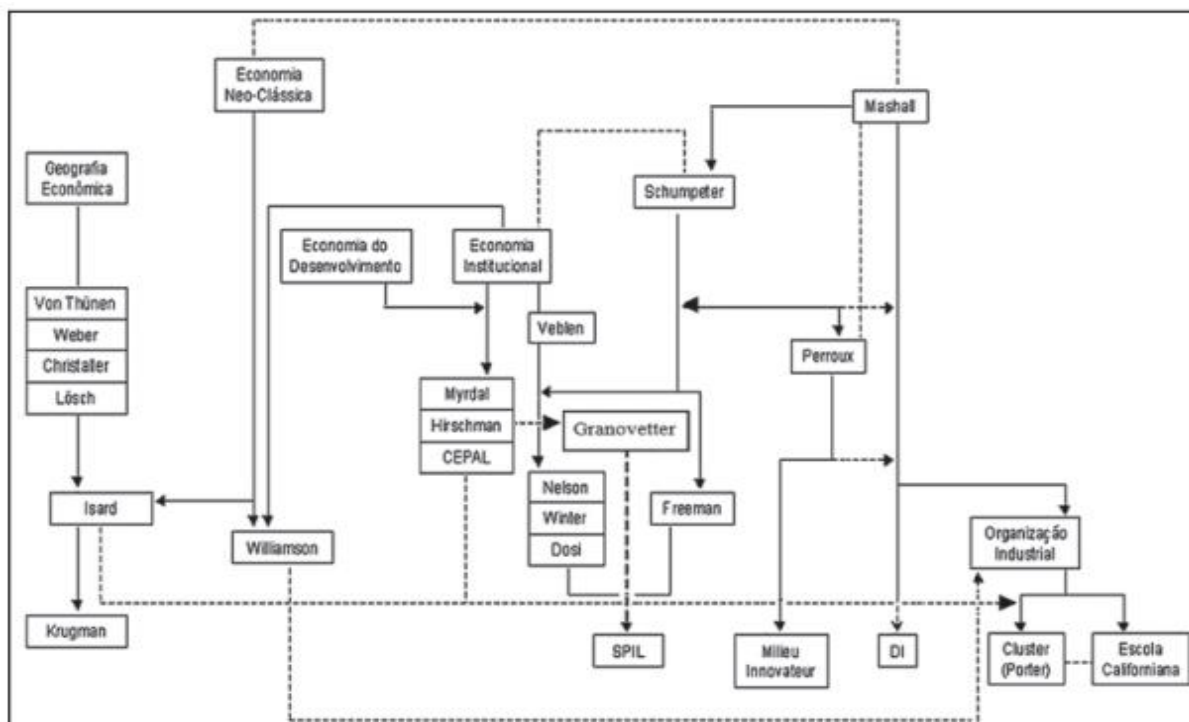 Economia
Neo-Clássica
Mashall
Geografia
Econômica
Schumpeter
Economia do
Desenvolvimento
Economia
Institucional
Von Thünen
Weber
Christaller
Lösch
Veblen
Perroux
Myrdal
Hirschman
CEPAL
Granovetter
Isard
Williamson
Nelson
Winter
Dosi
Freeman
Organização
Industrial
Krugman
SPIL
Milieu
Innovateur
DI
Cluster
(Porter)
Escola
Californiana